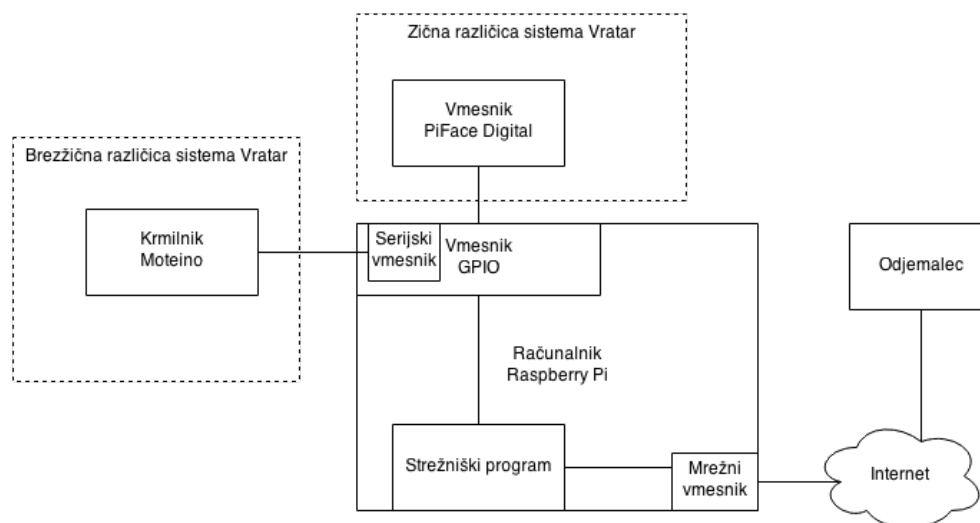 Zična različica sistema Vratar
Vmesnik
PiFace Digital
Brezžična različica sistema Vratar
Krmilnik
Moteino
Serijski
vmesnik
Vmesnik
GPIO
Odjemalec
Računalnik
Raspberry Pi
Strežniški program
Mrežni
vmesnik
Internet